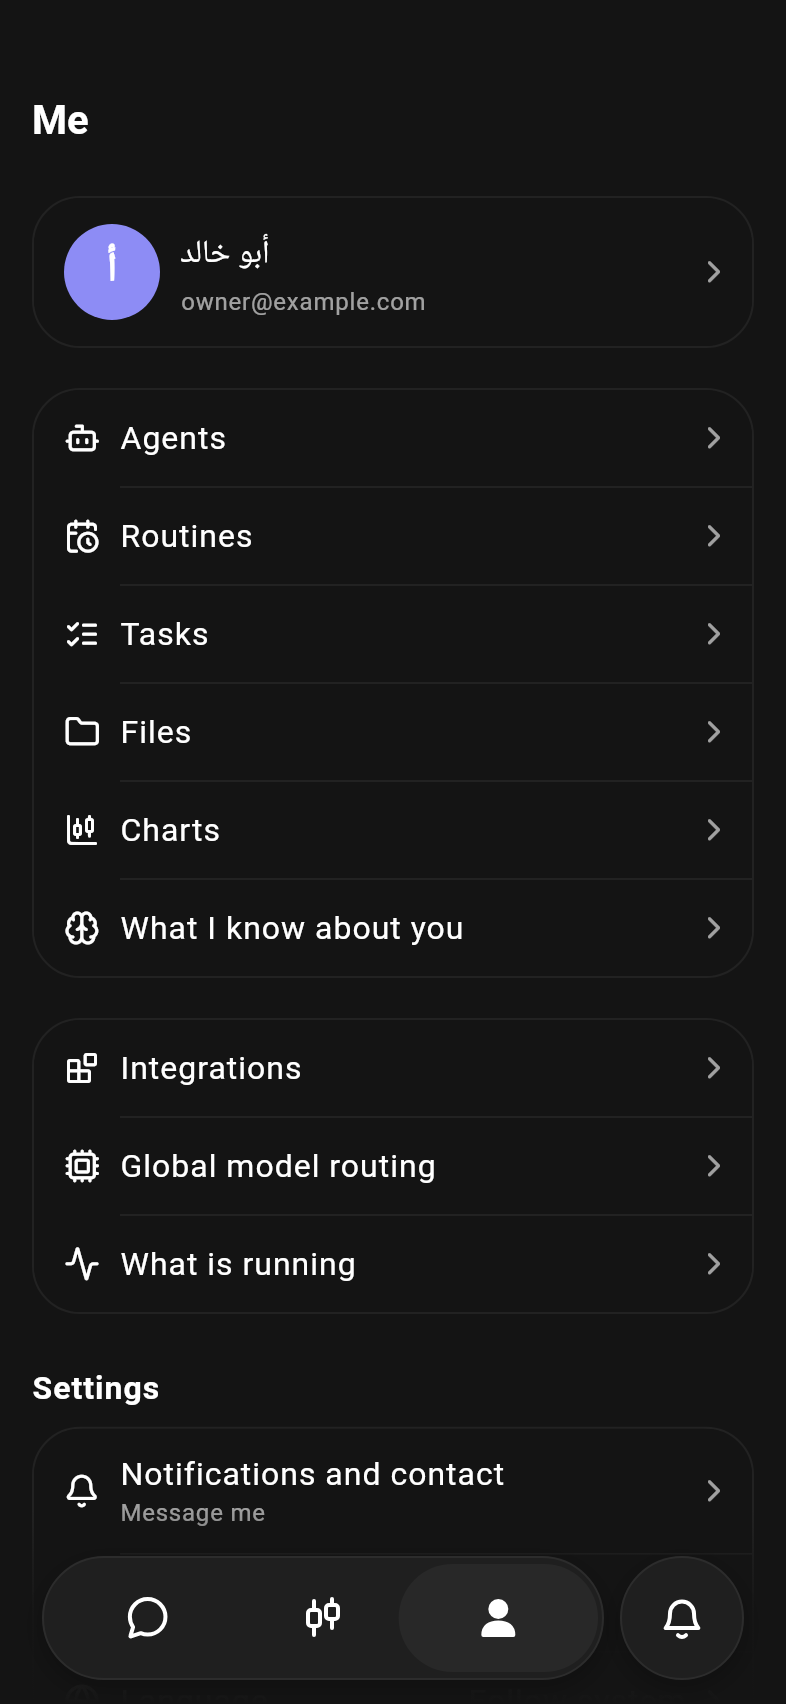 Me
أ
أبو خالد
owner@example.com
Agents
Routines
Tasks
Files
Charts
What I know about you
Integrations
Global model routing
What is running
Settings
Notifications and contact
Message me